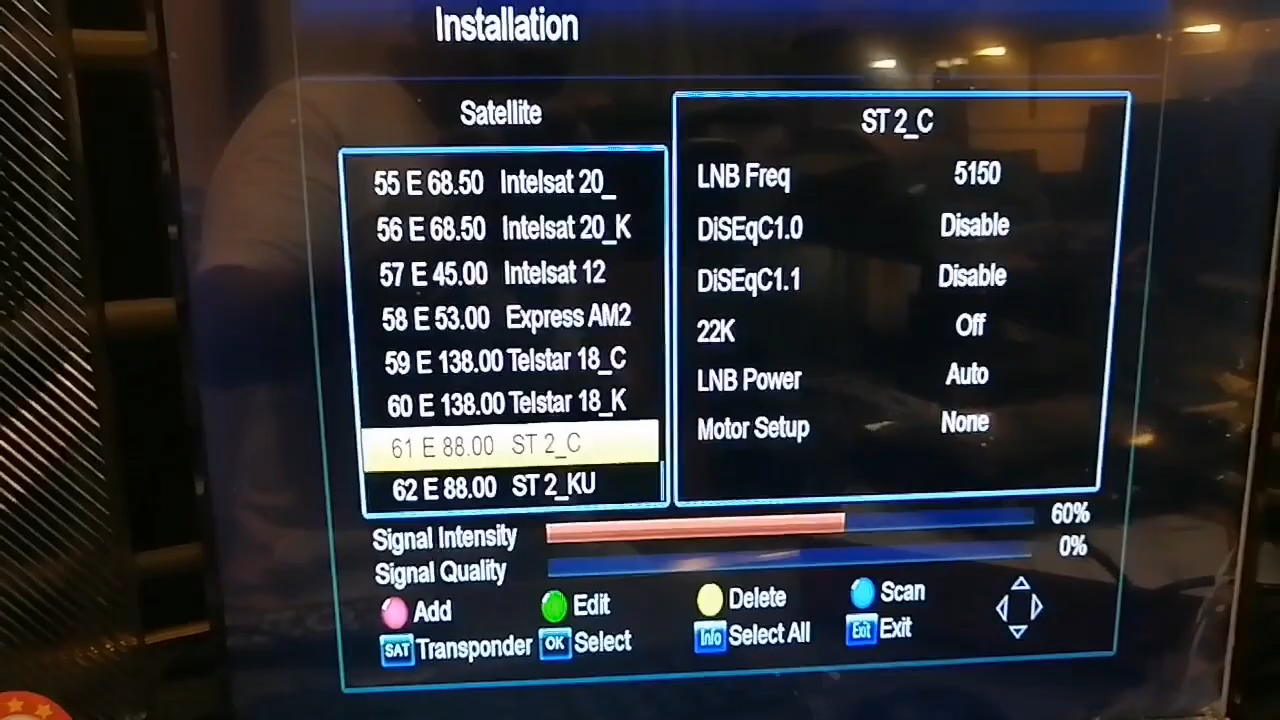 Installation
Satellite
55 E 68.50 Intelsat 20_
56 E 68.50 Intelsat 20_K
57 E 45.00 Intelsat 12
58 E 53.00 Express AM2
59 E 138.00 Telstar 18_C
60 E 138.00 Telstar 18_K
61 E 88.00 ST 2_C
62 E 88.00 ST 2_KU
ST 2_C
LNB Freq 5150
DiSEqC1.0 Disable
DiSEqC1.1 Disable
22K Off
LNB Power Auto
Motor Setup None
Signal Intensity 60%
Signal Quality 0%
Add Edit Delete Scan
SAT Transponder OK Select Info Select All Exit Exit